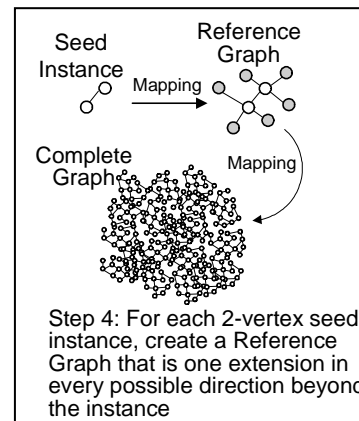 Seed
Instance
Mapping
Reference
Graph
Complete
Graph
Mapping
Step 4: For each 2-vertex seed
instance, create a Reference
Graph that is one extension in
every possible direction beyond
the instance